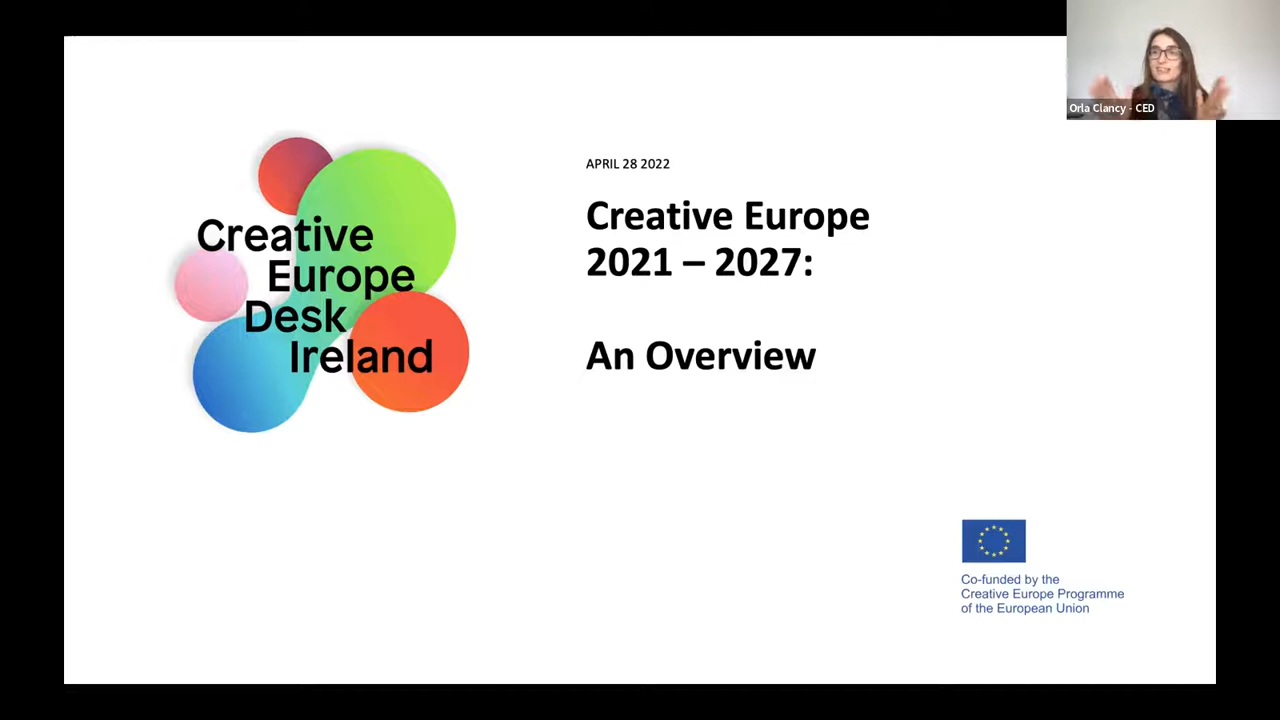 Orla Clancy - CED
Creative
Europe
Desk
Ireland
APRIL 28 2022
Creative Europe
2021 – 2027:
An Overview
Co-funded by the
Creative Europe Programme
of the European Union